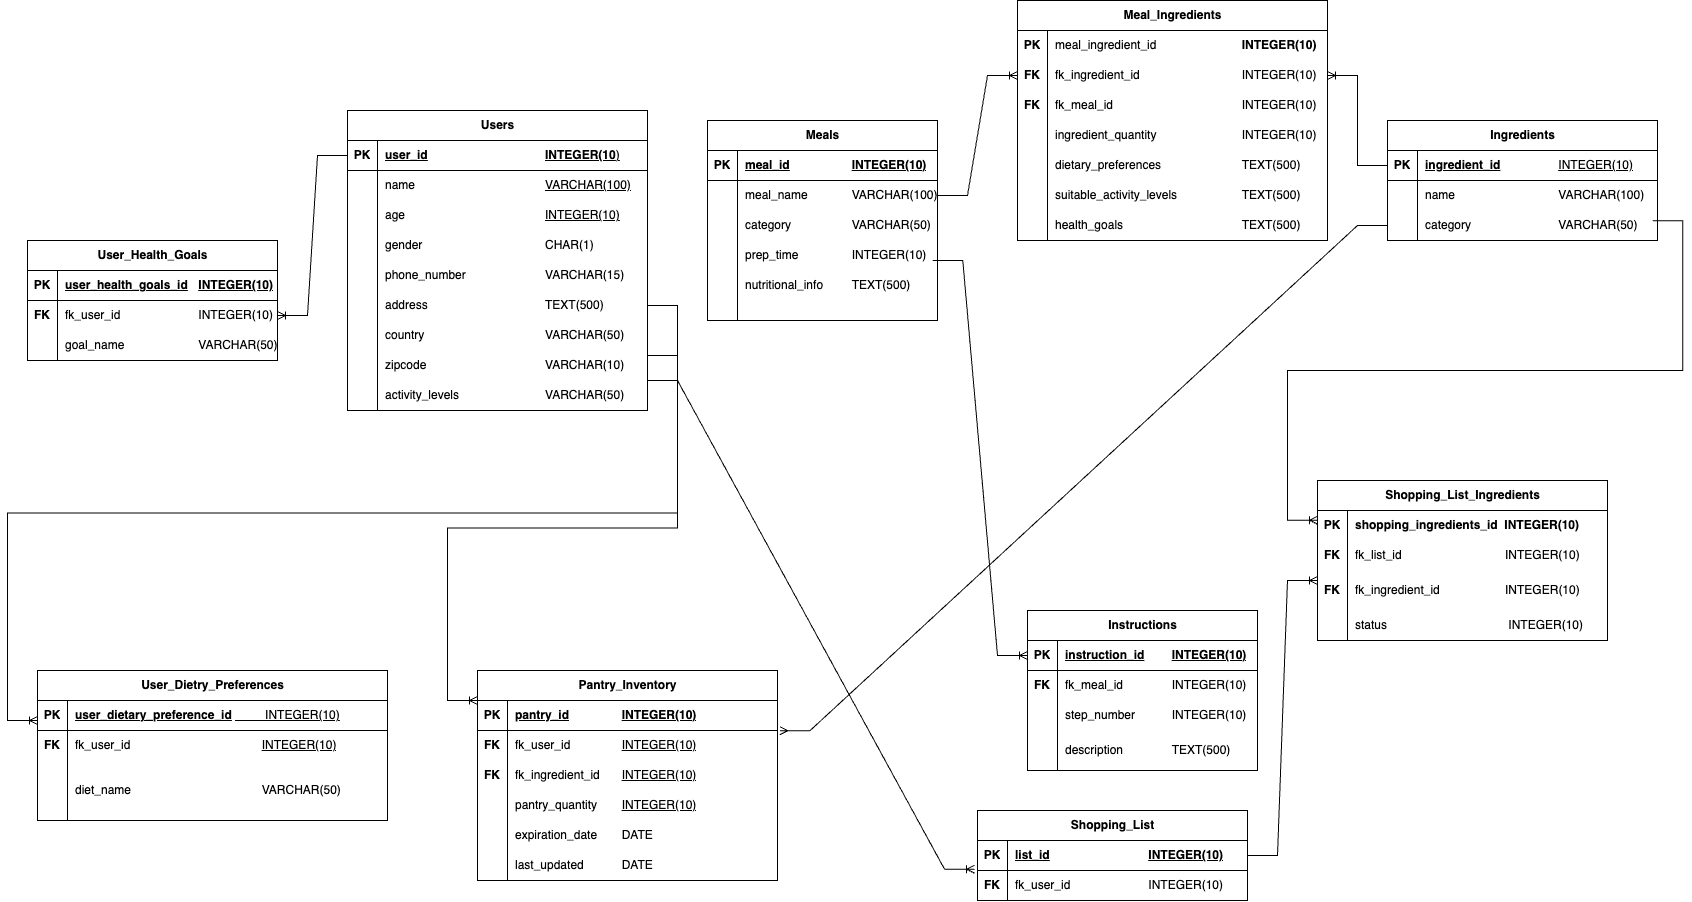 Meal_Ingredients
PK meal_ingredient_id INTEGER(10)
FK fk_ingredient_id INTEGER(10)
FK fk_meal_id INTEGER(10)
ingredient_quantity INTEGER(10)
dietary_preferences TEXT(500)
suitable_activity_levels TEXT(500)
health_goals TEXT(500)
Users
PK user_id INTEGER(10)
name VARCHAR(100)
age INTEGER(10)
gender CHAR(1)
phone_number VARCHAR(15)
address TEXT(500)
country VARCHAR(50)
zipcode VARCHAR(10)
activity_levels VARCHAR(50)
Meals
PK meal_id INTEGER(10)
meal_name VARCHAR(100)
category VARCHAR(50)
prep_time INTEGER(10)
nutritional_info TEXT(500)
Ingredients
PK ingredient_id INTEGER(10)
name VARCHAR(100)
category VARCHAR(50)
User_Health_Goals
PK user_health_goals_id INTEGER(10)
FK fk_user_id INTEGER(10)
goal_name VARCHAR(50)
Shopping_List_Ingredients
PK shopping_ingredients_id INTEGER(10)
FK fk_list_id INTEGER(10)
FK fk_ingredient_id INTEGER(10)
status INTEGER(10)
Instructions
PK instruction_id INTEGER(10)
FK fk_meal_id INTEGER(10)
step_number INTEGER(10)
description TEXT(500)
User_Dietry_Preferences
PK user_dietary_preference_id INTEGER(10)
FK fk_user_id INTEGER(10)
diet_name VARCHAR(50)
Pantry_Inventory
PK pantry_id INTEGER(10)
FK fk_user_id INTEGER(10)
FK fk_ingredient_id INTEGER(10)
pantry_quantity INTEGER(10)
expiration_date DATE
last_updated DATE
Shopping_List
PK list_id INTEGER(10)
FK fk_user_id INTEGER(10)